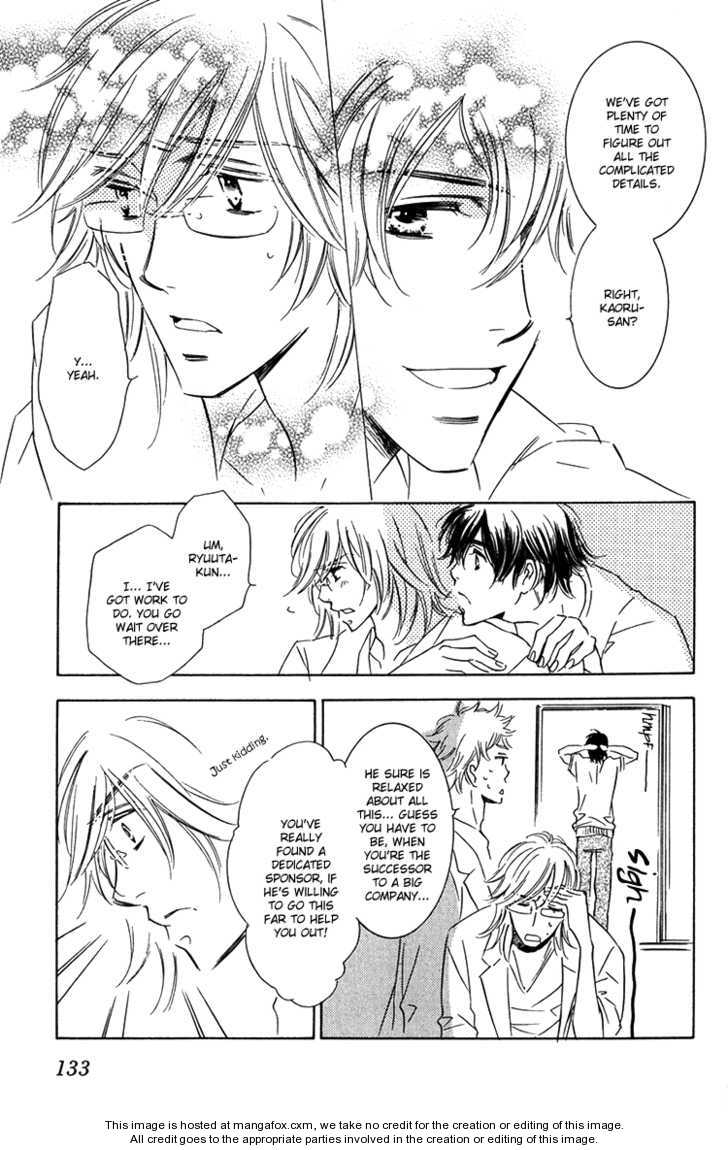 WE'VE GOT
PLENTY OF
TIME TO
FIGURE OUT
ALL THE
COMPLICATED
DETAILS.
RIGHT,
KAORU-
SAN?
Y...
YEAH.
UM,
RYUUTA-
KUN...
I... I'VE
GOT WORK TO
DO. YOU GO
WAIT OVER
THERE...
hmpf
HE SURE IS
RELAXED
ABOUT ALL
THIS... GUESS
YOU HAVE TO
BE, WHEN
YOU'RE THE
SUCCESSOR
TO A BIG
COMPANY...
sigh
YOU'VE
REALLY
FOUND A
DEDICATED
SPONSOR, IF
HE'S WILLING
TO GO THIS
FAR TO HELP
YOU OUT!
Just kidding.
133
This image is hosted at mangafox.cxm, we take no credit for the creation or editing of this image.
All credit goes to the appropriate parties involved in the creation or editing of this image.